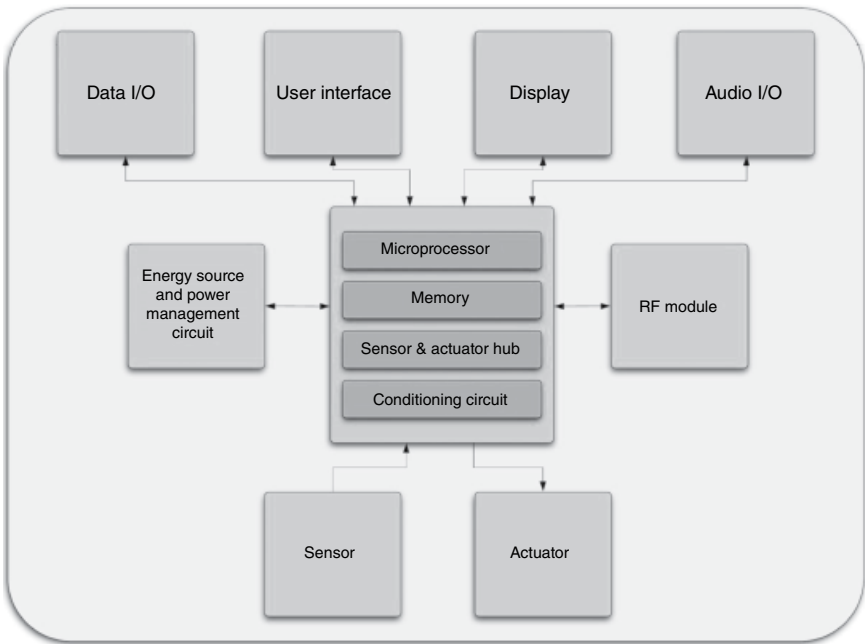 Data I/O
User interface
Display
Audio I/O
Energy source
and power
management
circuit
Microprocessor
Memory
Sensor & actuator hub
Conditioning circuit
RF module
Sensor
Actuator